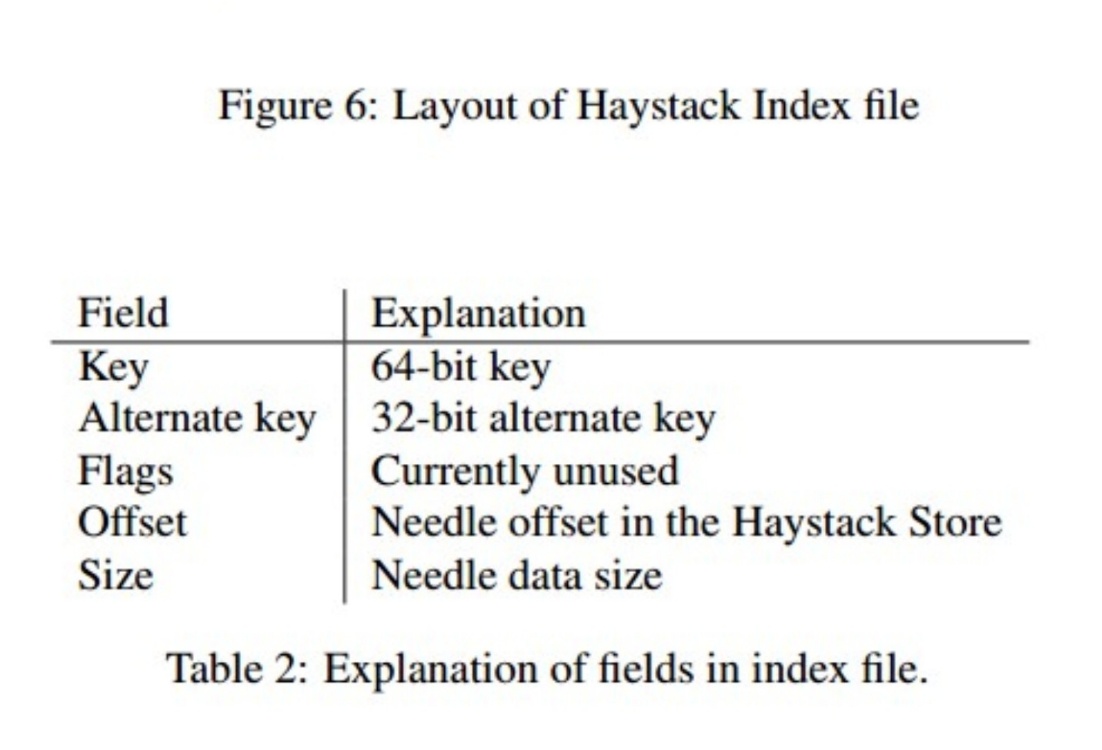 Figure 6: Layout of Haystack Index file
Field Explanation
Key 64-bit key
Alternate key 32-bit alternate key
Flags Currently unused
Offset Needle offset in the Haystack Store
Size Needle data size
Table 2: Explanation of fields in index file.